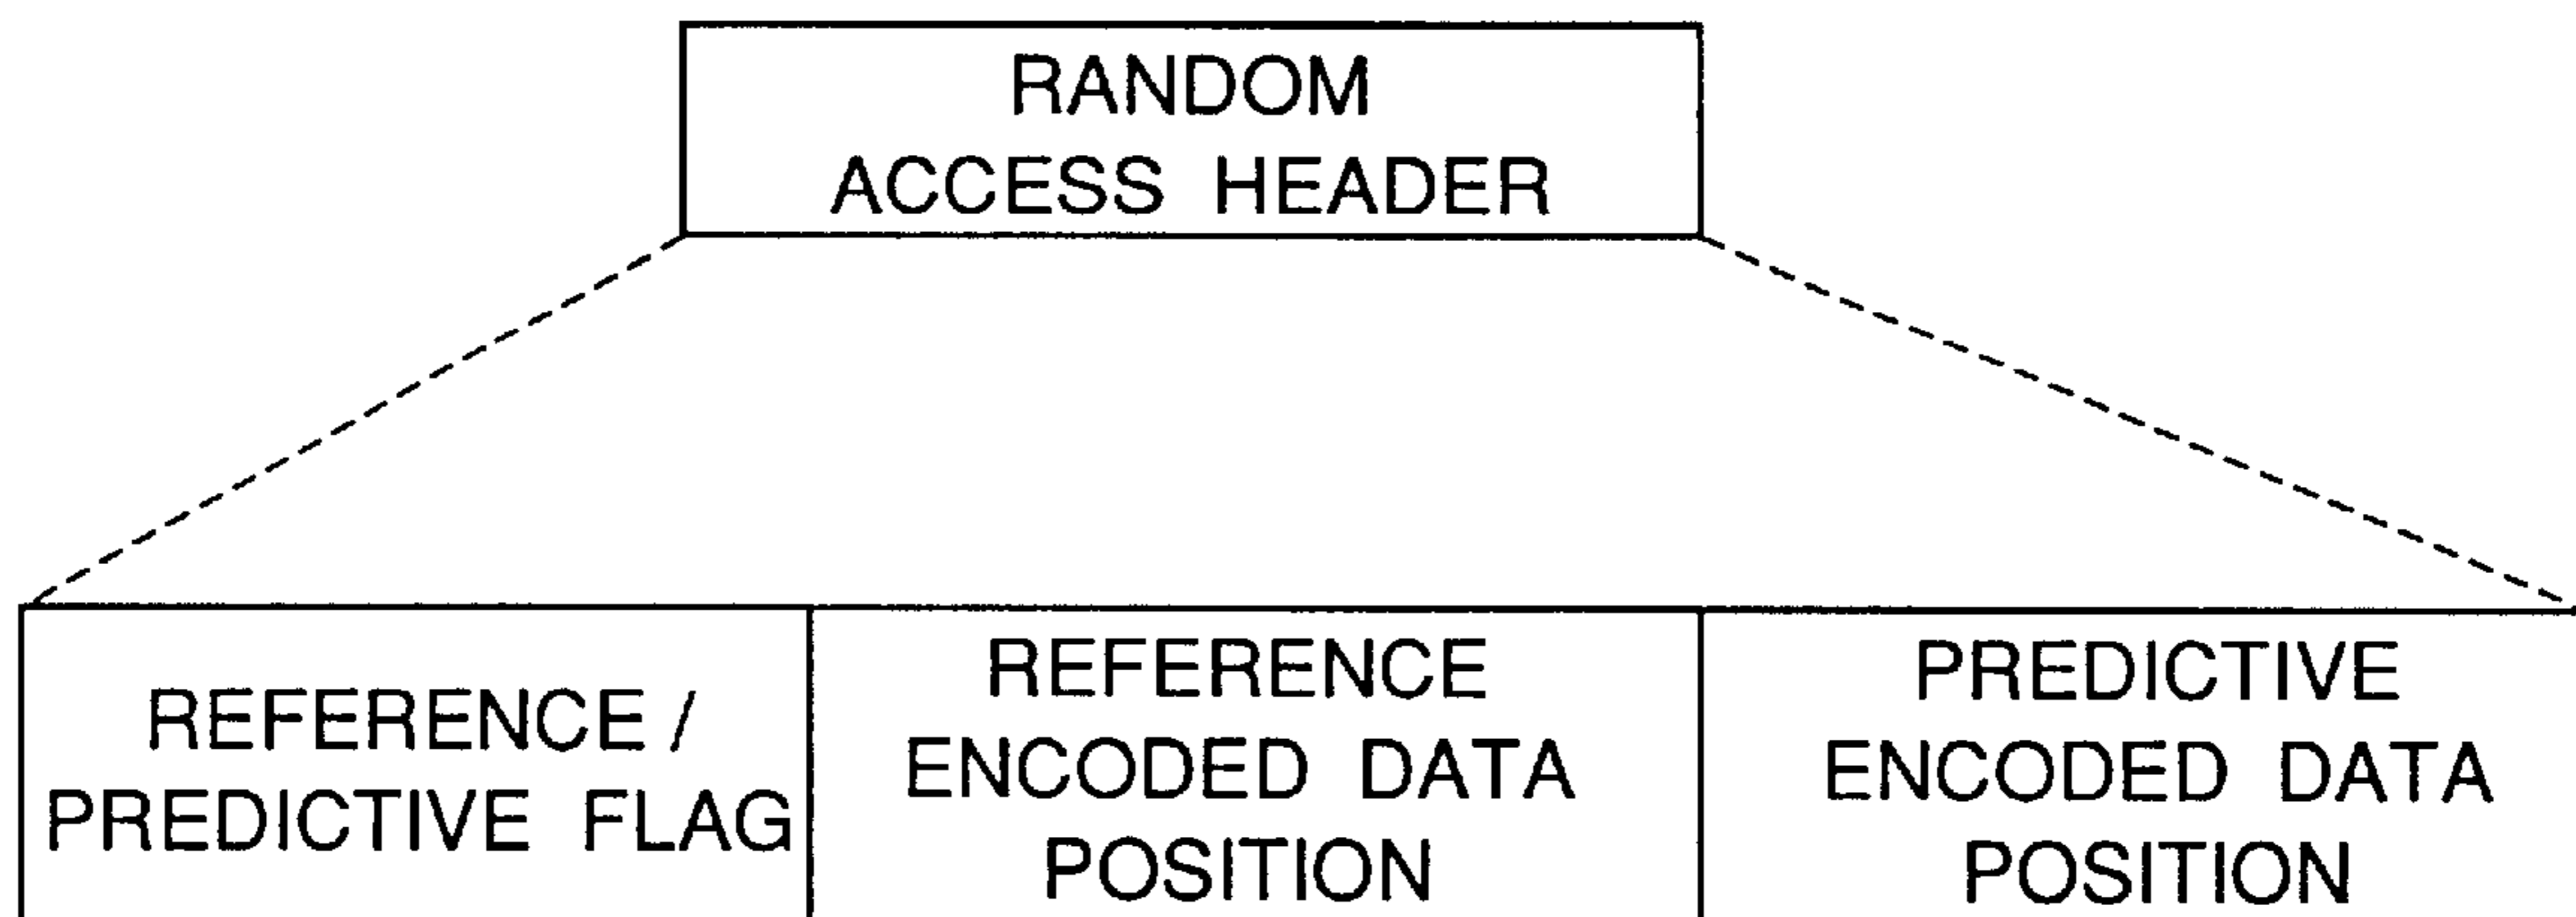 RANDOM
ACCESS HEADER
REFERENCE /
PREDICTIVE FLAG
REFERENCE
ENCODED DATA
POSITION
PREDICTIVE
ENCODED DATA
POSITION